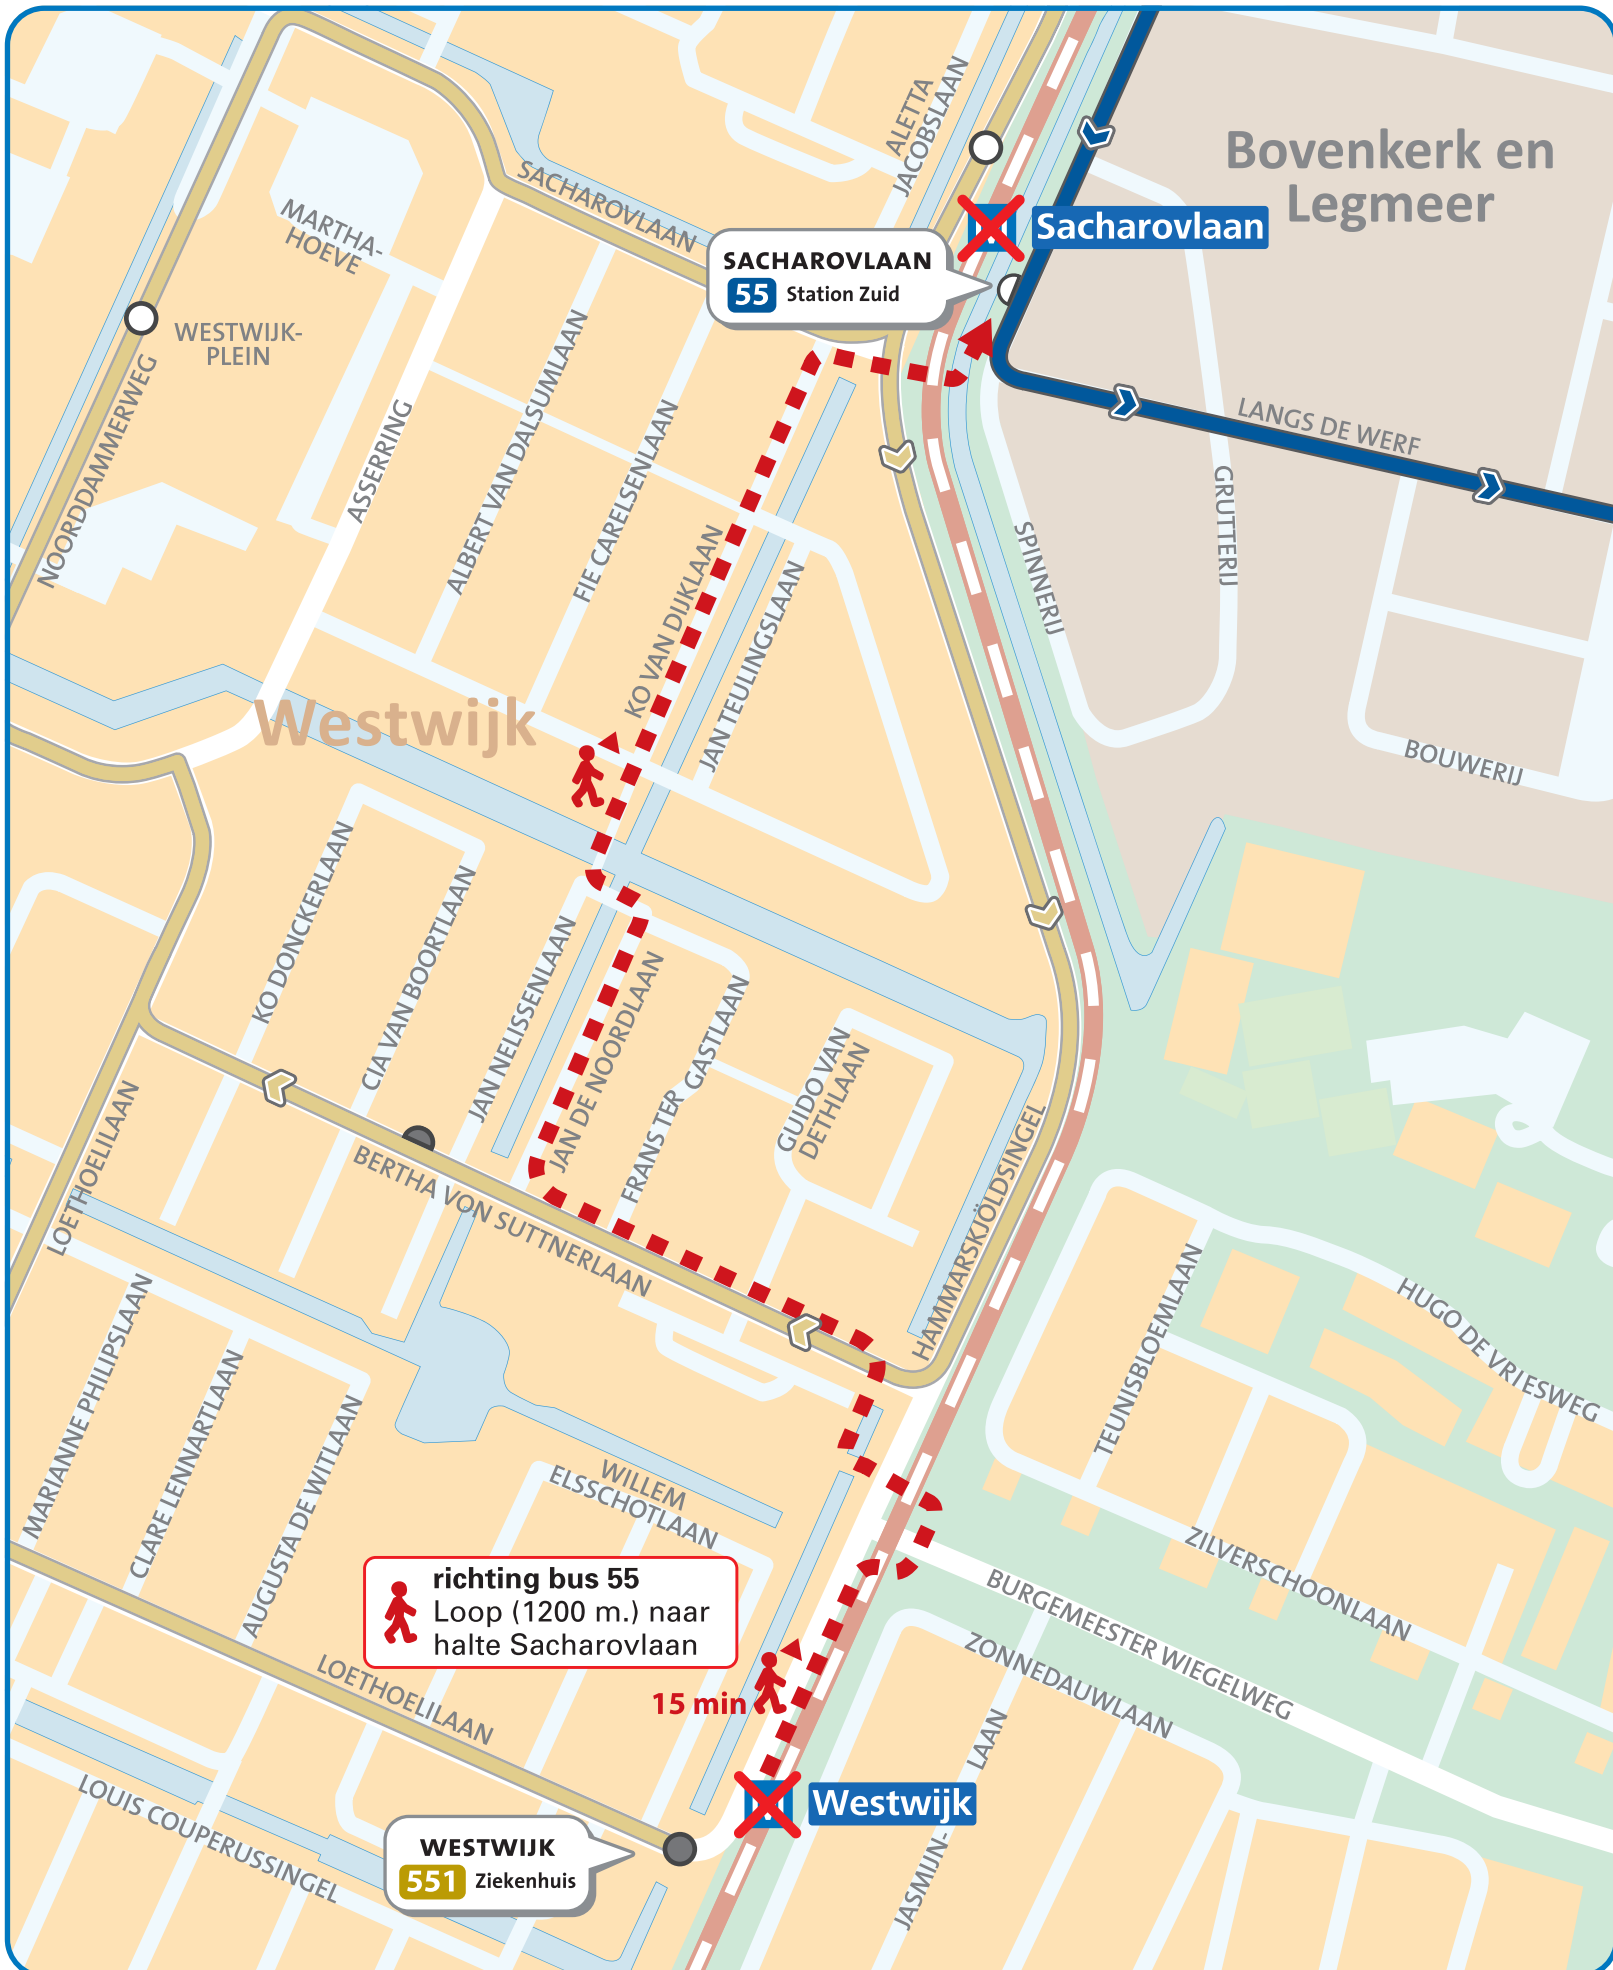 ALETTA
JACOBSLAAN
Bovenkerk en
Legmeer
SACHAROVLAAN
MARTHA-
HOEVE
Sacharovlaan
SACHAROVLAAN
55 Station Zuid
WESTWIJK-
PLEIN
NOORDDAMMERWEG
ASSERRING
ALBERT VAN DALSUMLAAN
FIE CARELSENLAAN
KO VAN DIJKLAAN
JAN TEULINGSLAAN
LANGS DE WERF
GRUTTERIJ
SPINNERIJ
BOUWERIJ
Westwijk
KO DONCKERLAAN
CIA VAN BOORTLAAN
JAN NELISSENLAAN
JAN DE NOORDLAAN
FRANS TER GASTLAAN
GUIDO VAN
DETHLAAN
HAMMARSKJÖLDSINGEL
LOETHOELILAAN
BERTHA VON SUTTNERLAAN
TEUNISBLOEMLAAN
HUGO DE VRIESWEG
MARIANNE PHILIPSLAAN
CLARE LENNARTLAAN
AUGUSTA DE WITLAAN
WILLEM
ELSSCHOTLAAN
ZILVERSCHOONLAAN
BURGEMEESTER WIEGELWEG
ZONNEDAUWLAAN
richting bus 55
Loop (1200 m.) naar
halte Sacharovlaan
15 min
LOETHOELILAAN
JASMIJN-
LAAN
LOUIS COUPERUSSINGEL
Westwijk
WESTWIJK
551 Ziekenhuis